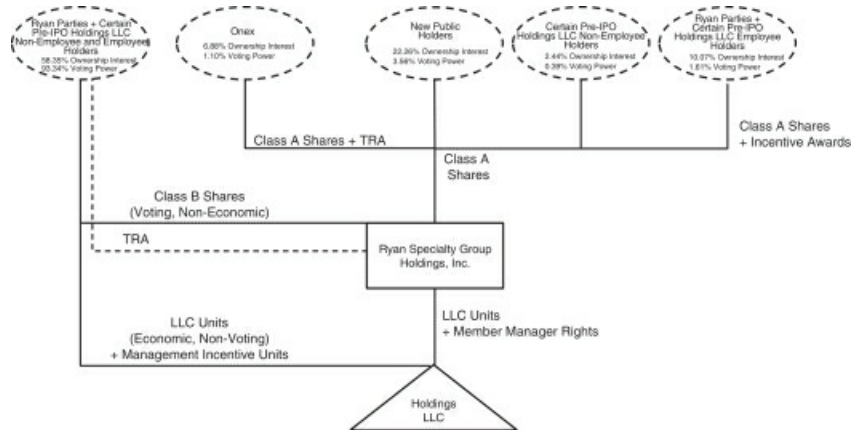 Ryan Parties + Certain
Pre-IPO Holdings LLC
Non-Employee and Employee
Holders
58.35% Ownership Interest
93.34% Voting Power
Onex
6.88% Ownership Interest
1.10% Voting Power
New Public
Holders
22.26% Ownership Interest
3.56% Voting Power
Certain Pre-IPO
Holdings LLC Non-Employee
Holders
2.44% Ownership Interest
0.39% Voting Power
Ryan Parties +
Certain Pre-IPO
Holdings LLC Employee
Holders
10.07% Ownership Interest
1.61% Voting Power
Class A Shares + TRA
Class A
Shares
Class A Shares
+ Incentive Awards
Class B Shares
(Voting, Non-Economic)
TRA
Ryan Specialty Group
Holdings, Inc.
LLC Units
(Economic, Non-Voting)
+ Management Incentive Units
LLC Units
+ Member Manager Rights
Holdings
LLC